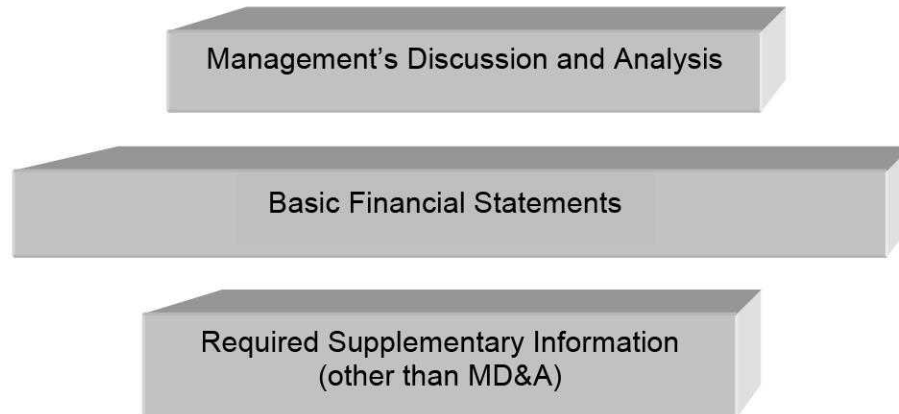 Management’s Discussion and Analysis
Basic Financial Statements
Required Supplementary Information
(other than MD&A)